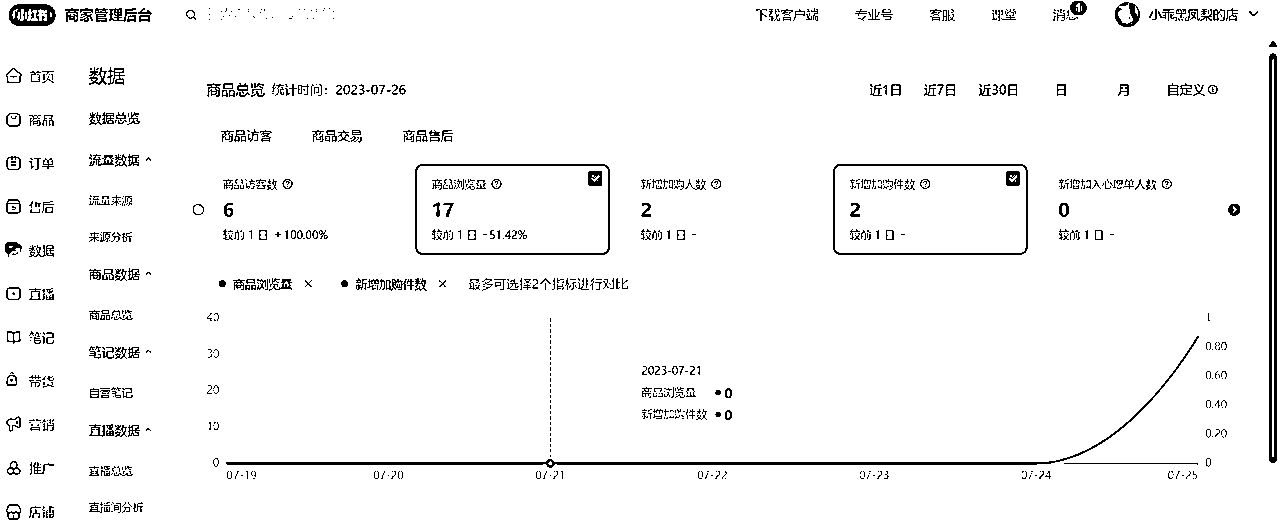 小红书 商家管理后台
下载客户端 专业号 客服 课堂 消息 小乖黑凤梨的店
首页
商品
订单
售后
数据
直播
笔记
带货
营销
推广
店铺
数据
数据总览
流量数据
流量来源
来源分析
商品数据
商品总览
笔记数据
自营笔记
直播数据
直播总览
直播间分析
商品总览 统计时间：2023-07-26
近1日 近7日 近30日 日 月 自定义
商品访客 商品交易 商品售后
商品访客数
6
较前 1 日 +100.00%
商品浏览量
17
较前 1 日 -51.42%
新增加购人数
2
较前 1 日 -
新增加购件数
2
较前 1 日 -
新增加入心愿单人数
0
较前 1 日 -
商品浏览量 × 新增加购件数 × 最多可选择2个指标进行对比
40
30
20
10
0
2023-07-21
商品浏览量 0
新增加购件数 0
1
0.80
0.60
0.40
0.20
0
07-19 07-20 07-21 07-22 07-23 07-24 07-25